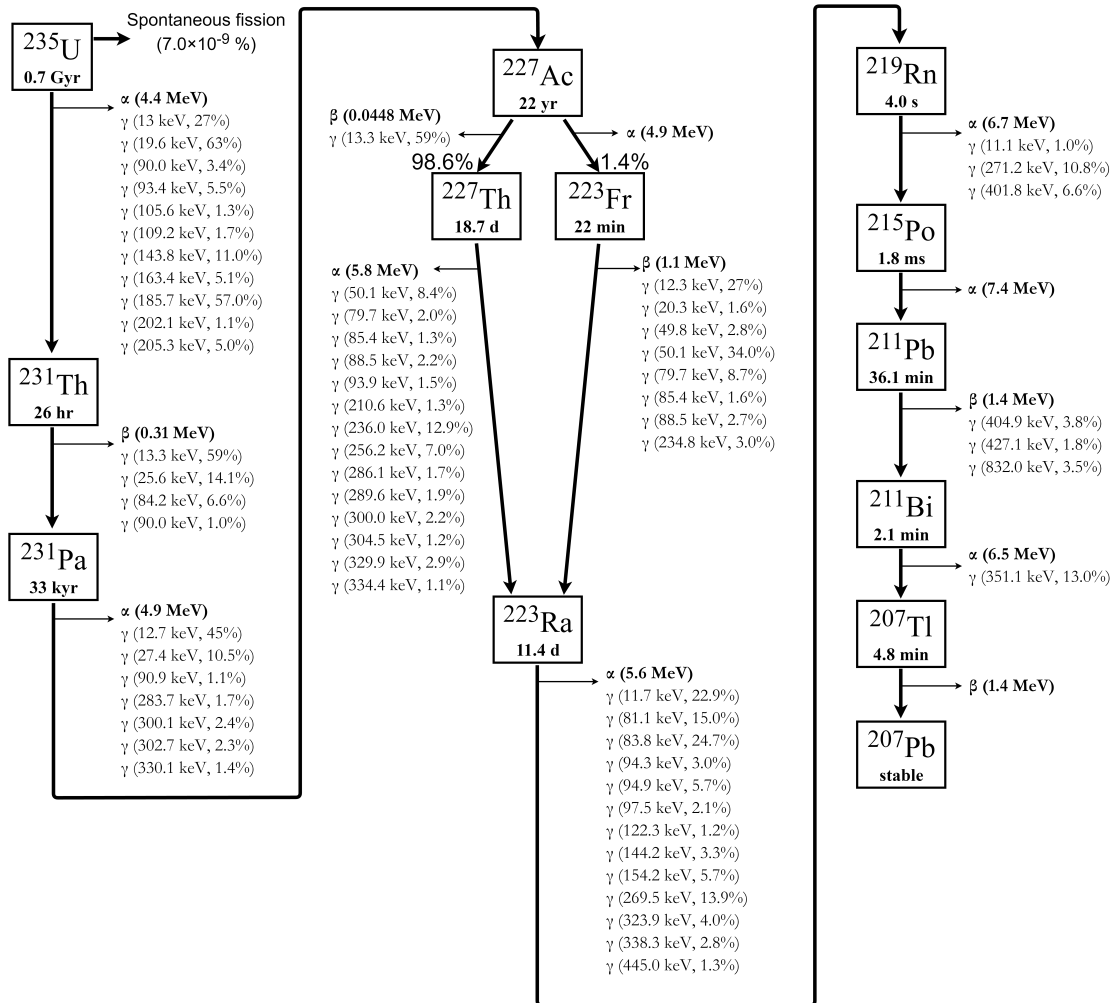 Spontaneous fission
(7.0×10⁻⁹ %)
²³⁵U
0.7 Gyr
α (4.4 MeV)
γ (13 keV, 27%)
γ (19.6 keV, 63%)
γ (90.0 keV, 3.4%)
γ (93.4 keV, 5.5%)
γ (105.6 keV, 1.3%)
γ (109.2 keV, 1.7%)
γ (143.8 keV, 11.0%)
γ (163.4 keV, 5.1%)
γ (185.7 keV, 57.0%)
γ (202.1 keV, 1.1%)
γ (205.3 keV, 5.0%)
²³¹Th
26 hr
β (0.31 MeV)
γ (13.3 keV, 59%)
γ (25.6 keV, 14.1%)
γ (84.2 keV, 6.6%)
γ (90.0 keV, 1.0%)
²³¹Pa
33 kyr
α (4.9 MeV)
γ (12.7 keV, 45%)
γ (27.4 keV, 10.5%)
γ (90.9 keV, 1.1%)
γ (283.7 keV, 1.7%)
γ (300.1 keV, 2.4%)
γ (302.7 keV, 2.3%)
γ (330.1 keV, 1.4%)
²²⁷Ac
22 yr
β (0.0448 MeV)
γ (13.3 keV, 59%)
α (4.9 MeV)
98.6%
1.4%
²²⁷Th
18.7 d
²²³Fr
22 min
α (5.8 MeV)
γ (50.1 keV, 8.4%)
γ (79.7 keV, 2.0%)
γ (85.4 keV, 1.3%)
γ (88.5 keV, 2.2%)
γ (93.9 keV, 1.5%)
γ (210.6 keV, 1.3%)
γ (236.0 keV, 12.9%)
γ (256.2 keV, 7.0%)
γ (286.1 keV, 1.7%)
γ (289.6 keV, 1.9%)
γ (300.0 keV, 2.2%)
γ (304.5 keV, 1.2%)
γ (329.9 keV, 2.9%)
γ (334.4 keV, 1.1%)
β (1.1 MeV)
γ (12.3 keV, 27%)
γ (20.3 keV, 1.6%)
γ (49.8 keV, 2.8%)
γ (50.1 keV, 34.0%)
γ (79.7 keV, 8.7%)
γ (85.4 keV, 1.6%)
γ (88.5 keV, 2.7%)
γ (234.8 keV, 3.0%)
²²³Ra
11.4 d
α (5.6 MeV)
γ (11.7 keV, 22.9%)
γ (81.1 keV, 15.0%)
γ (83.8 keV, 24.7%)
γ (94.3 keV, 3.0%)
γ (94.9 keV, 5.7%)
γ (97.5 keV, 2.1%)
γ (122.3 keV, 1.2%)
γ (144.2 keV, 3.3%)
γ (154.2 keV, 5.7%)
γ (269.5 keV, 13.9%)
γ (323.9 keV, 4.0%)
γ (338.3 keV, 2.8%)
γ (445.0 keV, 1.3%)
²¹⁹Rn
4.0 s
α (6.7 MeV)
γ (11.1 keV, 1.0%)
γ (271.2 keV, 10.8%)
γ (401.8 keV, 6.6%)
²¹⁵Po
1.8 ms
α (7.4 MeV)
²¹¹Pb
36.1 min
β (1.4 MeV)
γ (404.9 keV, 3.8%)
γ (427.1 keV, 1.8%)
γ (832.0 keV, 3.5%)
²¹¹Bi
2.1 min
α (6.5 MeV)
γ (351.1 keV, 13.0%)
²⁰⁷Tl
4.8 min
β (1.4 MeV)
²⁰⁷Pb
stable